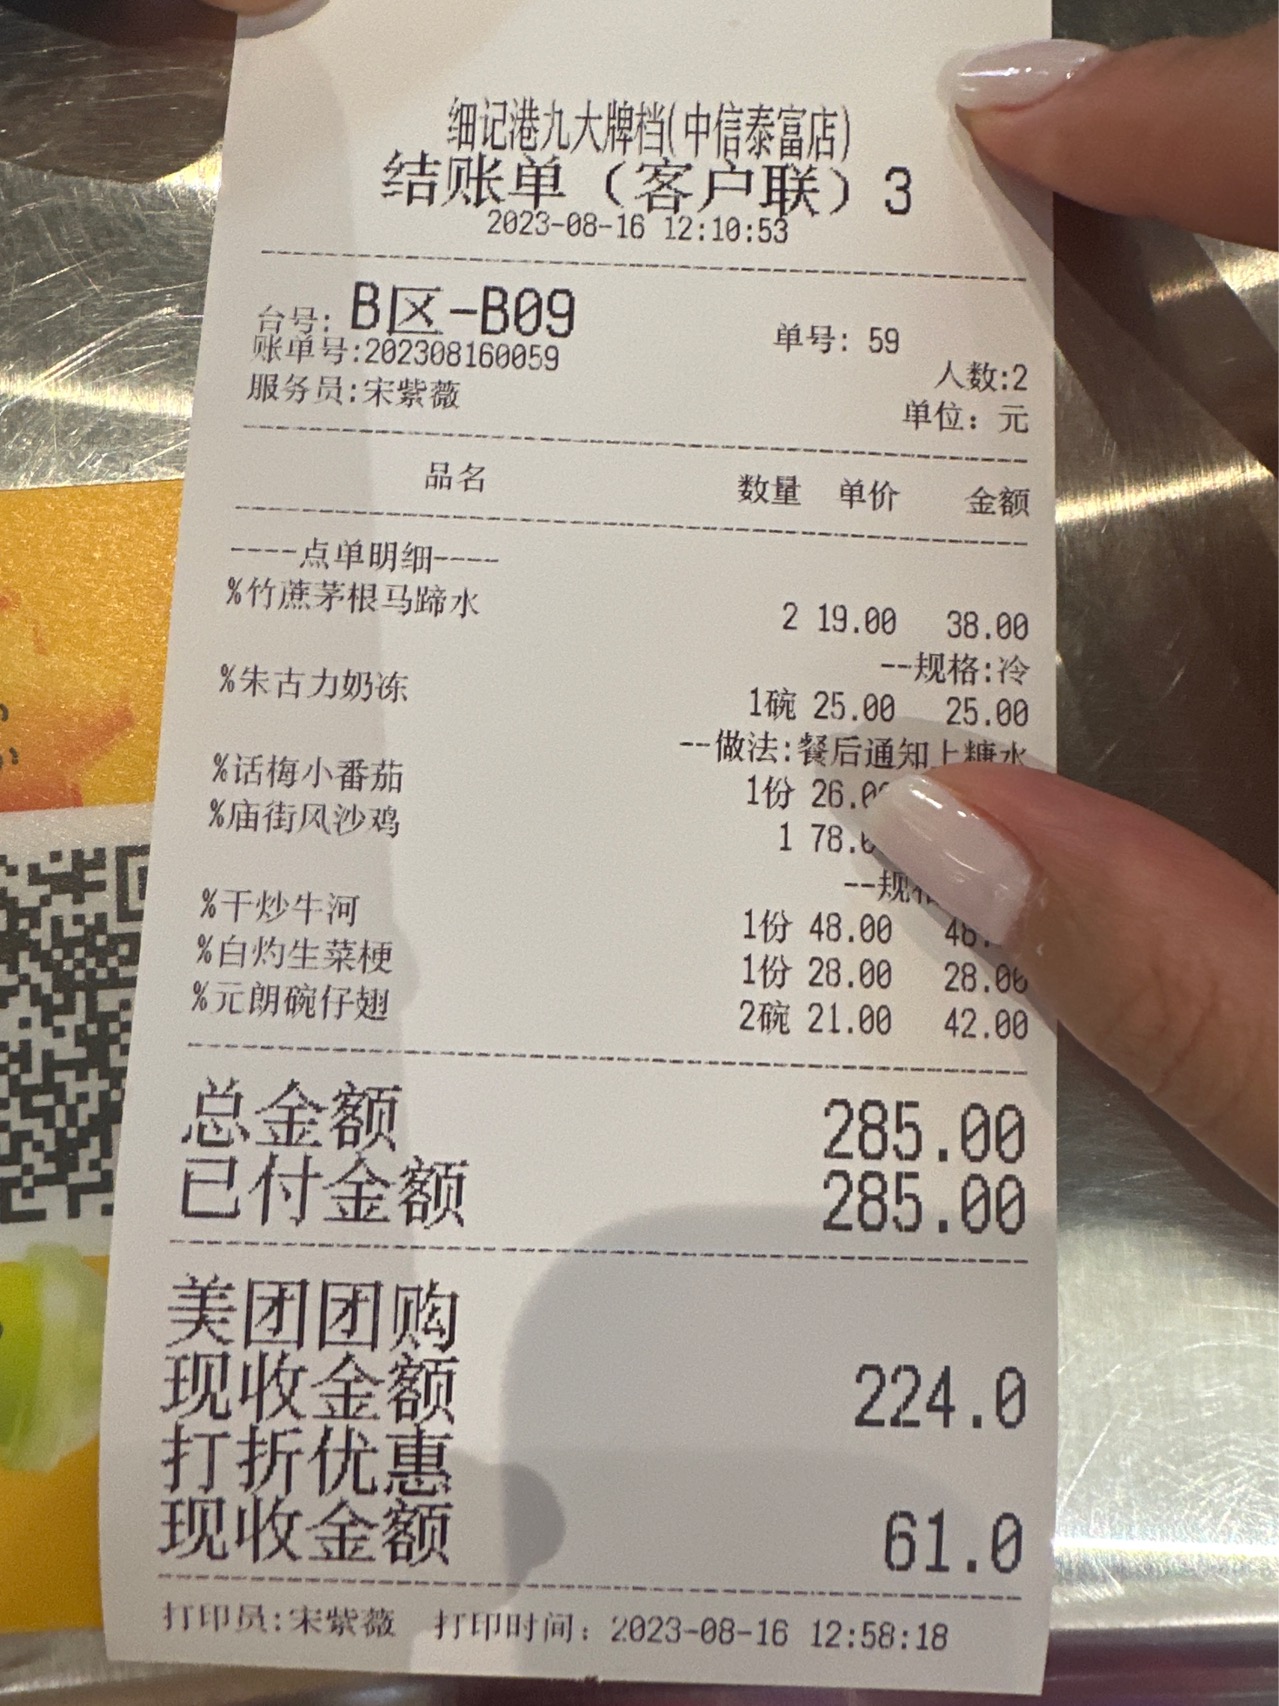 细记港九大牌档(中信泰富店)
结账单（客户联）3
2023-08-16 12:10:53
台号: B区-B09 单号: 59
账单号:202308160059 人数:2
服务员:宋紫薇 单位: 元
品名 数量 单价 金额
----点单明细----
%竹蔗茅根马蹄水 2 19.00 38.00
--规格:冷
%朱古力奶冻 1碗 25.00 25.00
--做法:餐后通知上糖水
%话梅小番茄 1份 26.0
%庙街风沙鸡 1 78.0
--规格
%干炒牛河 1份 48.00 48.
%白灼生菜梗 1份 28.00 28.00
%元朗碗仔翅 2碗 21.00 42.00
总金额 285.00
已付金额 285.00
美团团购
现收金额 224.0
打折优惠
现收金额 61.0
打印员:宋紫薇 打印时间: 2023-08-16 12:58:18